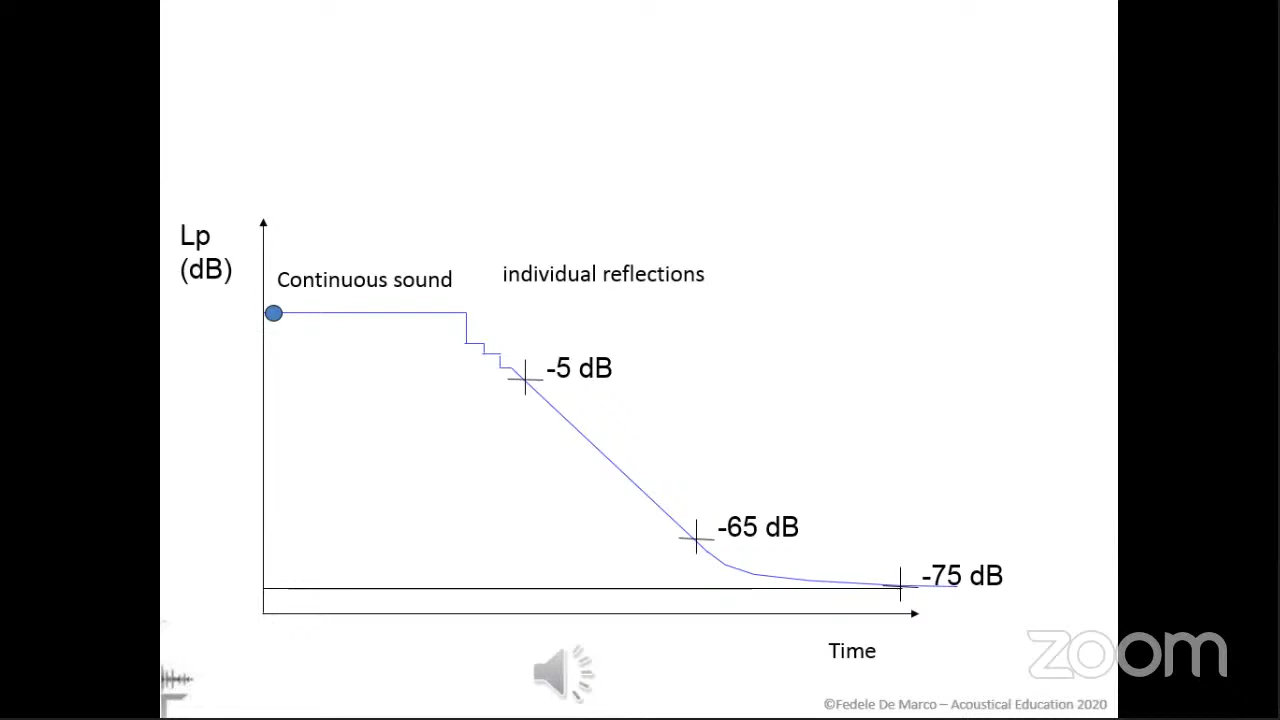 Lp
(dB)
Continuous sound
individual reflections
-5 dB
-65 dB
-75 dB
Time
zoom
©Fedele De Marco – Acoustical Education 2020